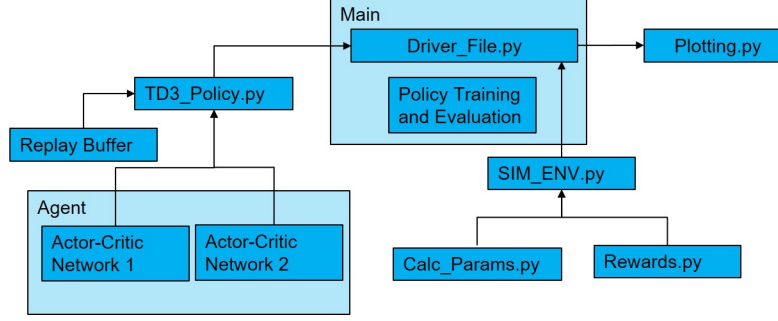 Main
Driver_File.py
Plotting.py
TD3_Policy.py
Policy Training
and Evaluation
Replay Buffer
SIM_ENV.py
Agent
Actor-Critic
Network 1
Actor-Critic
Network 2
Calc_Params.py
Rewards.py